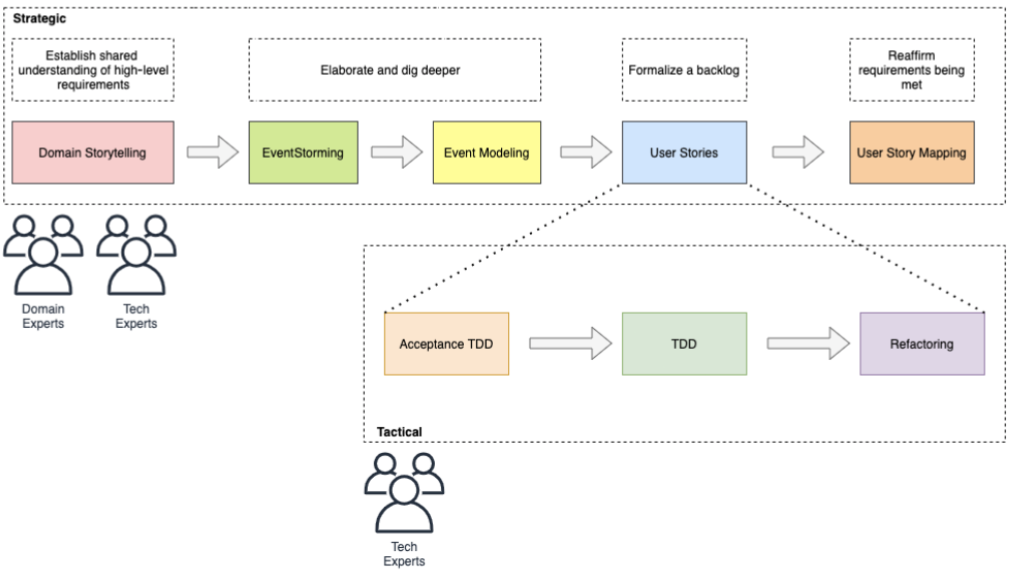 Strategic
Establish shared
understanding of high-level
requirements
Elaborate and dig deeper
Formalize a backlog
Reaffirm
requirements being
met
Domain Storytelling
EventStorming
Event Modeling
User Stories
User Story Mapping
Domain
Experts
Tech
Experts
Acceptance TDD
TDD
Refactoring
Tactical
Tech
Experts